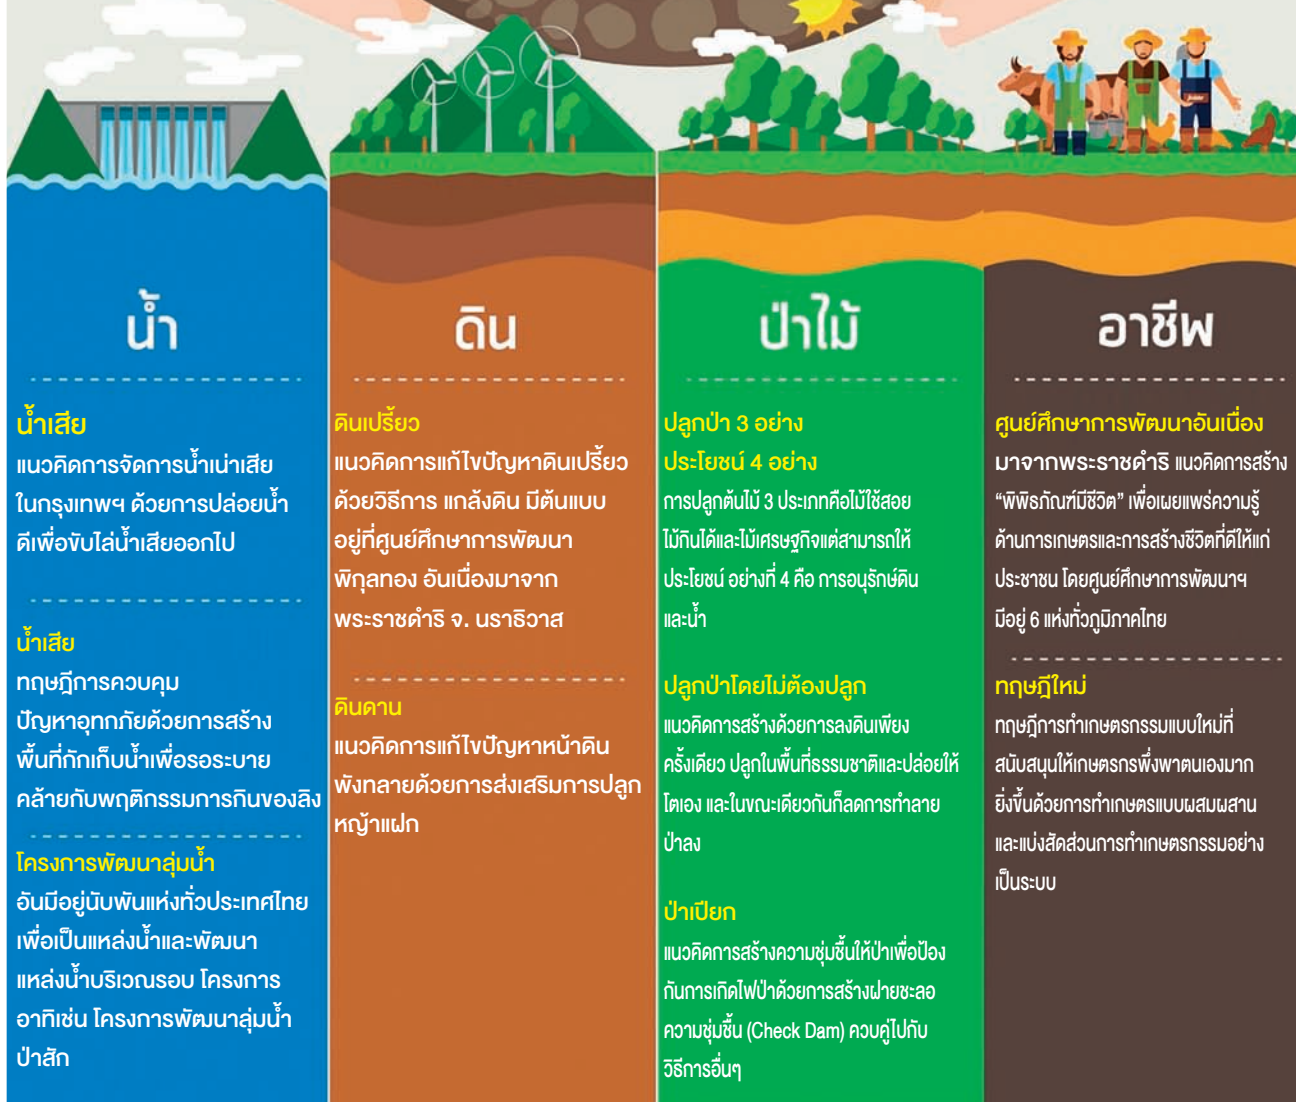 น้ำ
น้ำเสีย
แนวคิดการจัดการน้ำเน่าเสีย
ในกรุงเทพฯ ด้วยการปล่อยน้ำ
ดีเพื่อขับไล่น้ำเสียออกไป
น้ำเสีย
ทฤษฎีการควบคุม
ปัญหาอุทกภัยด้วยการสร้าง
พื้นที่กักเก็บน้ำเพื่อรอระบาย
คล้ายกับพฤติกรรมการกินของลิง
โครงการพัฒนาลุ่มน้ำ
อันมีอยู่นับพันแห่งทั่วประเทศไทย
เพื่อเป็นแหล่งน้ำและพัฒนา
แหล่งน้ำบริเวณรอบ โครงการ
อาทิเช่น โครงการพัฒนาลุ่มน้ำ
ป่าสัก
ดิน
ดินเปรี้ยว
แนวคิดการแก้ไขปัญหาดินเปรี้ยว
ด้วยวิธีการ แกล้งดิน มีต้นแบบ
อยู่ที่ศูนย์ศึกษาการพัฒนา
พิกุลทอง อันเนื่องมาจาก
พระราชดำริ จ. นราธิวาส
ดินดาน
แนวคิดการแก้ไขปัญหาหน้าดิน
พังทลายด้วยการส่งเสริมการปลูก
หญ้าแฝก
ป่าไม้
ปลูกป่า 3 อย่าง
ประโยชน์ 4 อย่าง
การปลูกต้นไม้ 3 ประเภทคือไม้ใช้สอย
ไม้กินได้และไม้เศรษฐกิจแต่สามารถให้
ประโยชน์ อย่างที่ 4 คือ การอนุรักษ์ดิน
และน้ำ
ปลูกป่าโดยไม่ต้องปลูก
แนวคิดการสร้างด้วยการลงดินเพียง
ครั้งเดียว ปลูกในพื้นที่ธรรมชาติและปล่อยให้
โตเอง และในขณะเดียวกันก็ลดการทำลาย
ป่าลง
ป่าเปียก
แนวคิดการสร้างความชุ่มชื้นให้ป่าเพื่อป้อง
กันการเกิดไฟป่าด้วยการสร้างฝายชะลอ
ความชุ่มชื้น (Check Dam) ควบคู่ไปกับ
วิธีการอื่นๆ
อาชีพ
ศูนย์ศึกษาการพัฒนาอันเนื่อง
มาจากพระราชดำริ แนวคิดการสร้าง
“พิพิธภัณฑ์มีชีวิต” เพื่อเผยแพร่ความรู้
ด้านการเกษตรและการสร้างชีวิตที่ดีให้แก่
ประชาชน โดยศูนย์ศึกษาการพัฒนาฯ
มีอยู่ 6 แห่งทั่วภูมิภาคไทย
ทฤษฎีใหม่
ทฤษฎีการทำเกษตรกรรมแบบใหม่ที่
สนับสนุนให้เกษตรกรพึ่งพาตนเองมาก
ยิ่งขึ้นด้วยการทำเกษตรแบบผสมผสาน
และแบ่งสัดส่วนการทำเกษตรกรรมอย่าง
เป็นระบบ